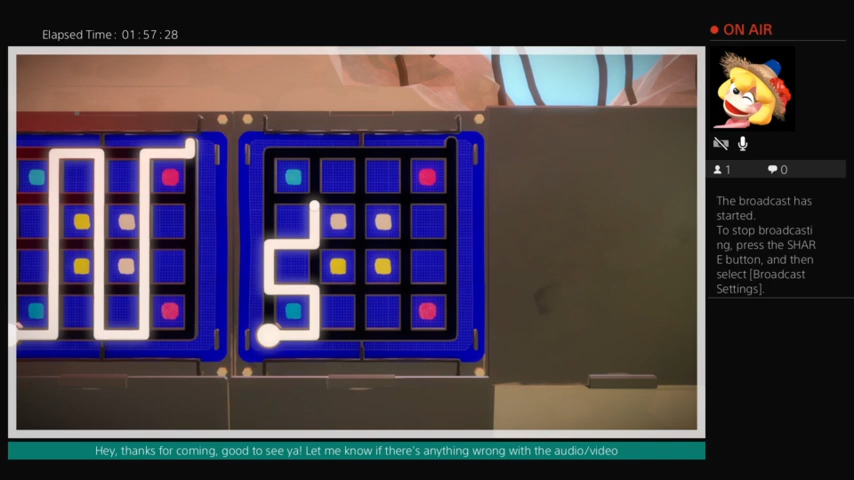 Elapsed Time: 01:57:28
ON AIR
1 0
The broadcast has
started.
To stop broadcasti
ng, press the SHAR
E button, and then
select [Broadcast
Settings].
Hey, thanks for coming, good to see ya! Let me know if there's anything wrong with the audio/video